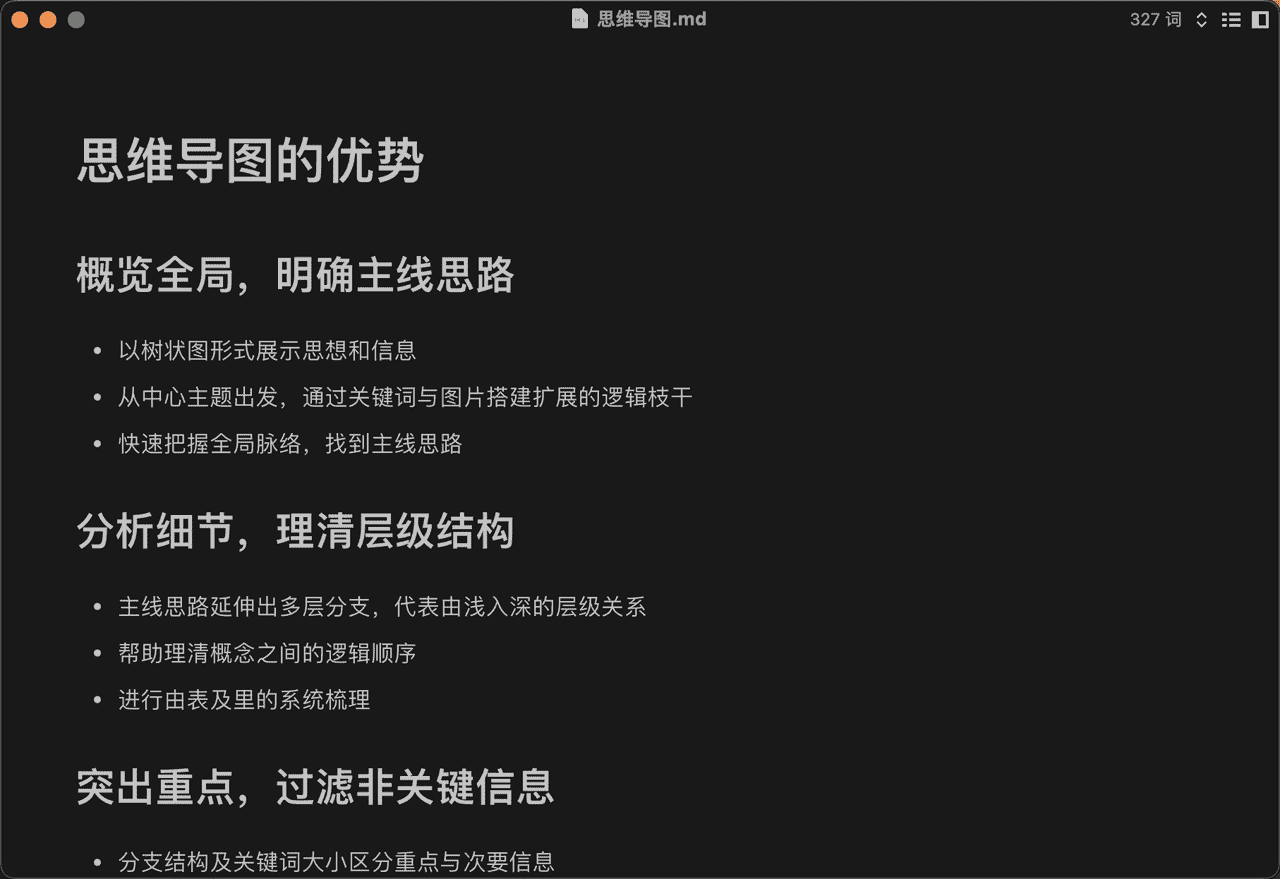 思维导图.md
327 词
思维导图的优势
概览全局，明确主线思路
• 以树状图形式展示思想和信息
• 从中心主题出发，通过关键词与图片搭建扩展的逻辑枝干
• 快速把握全局脉络，找到主线思路
分析细节，理清层级结构
• 主线思路延伸出多层分支，代表由浅入深的层级关系
• 帮助理清概念之间的逻辑顺序
• 进行由表及里的系统梳理
突出重点，过滤非关键信息
• 分支结构及关键词大小区分重点与次要信息